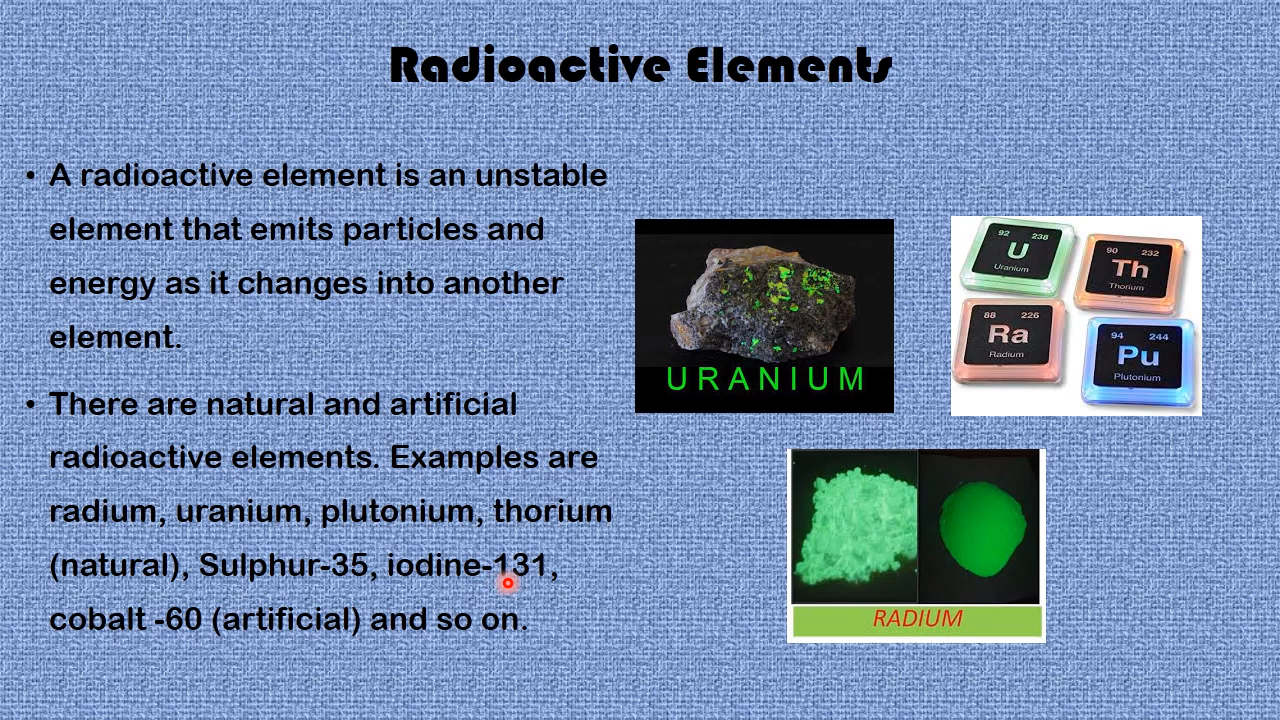 Radioactive Elements
• A radioactive element is an unstable
element that emits particles and
energy as it changes into another
element.
• There are natural and artificial
radioactive elements. Examples are
radium, uranium, plutonium, thorium
(natural), Sulphur-35, iodine-131,
cobalt -60 (artificial) and so on.
URANIUM
92 238
U
Uranium
90 232
Th
Thorium
88 226
Ra
Radium
94 244
Pu
Plutonium
RADIUM